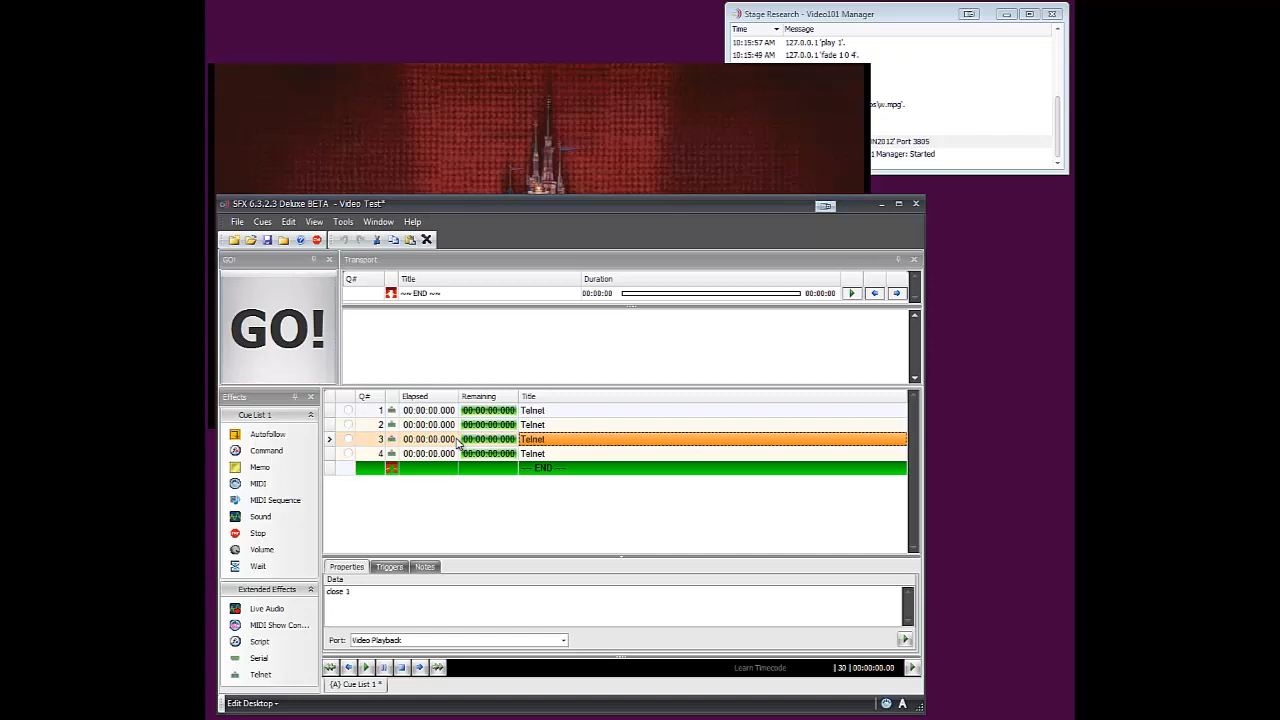 Stage Research - Video101 Manager
Time Message
10:15:57 AM 127.0.0.1 'play 1'.
10:15:49 AM 127.0.0.1 'fade 1 0 4'.
os\w.mpg'.
N2012' Port 3805
1 Manager: Started
SFX 6.3.2.3 Deluxe BETA - Video Test*
File Cues Edit View Tools Window Help
GO! Transport
Q# Title Duration
~~ END ~~ 00:00:00 00:00:00
GO!
Effects
Q# Elapsed Remaining Title
Cue List 1
1 00:00:00.000 00:00:00.000 Telnet
2 00:00:00.000 00:00:00.000 Telnet
3 00:00:00.000 00:00:00.000 Telnet
4 00:00:00.000 00:00:00.000 Telnet
~~ END ~~
Autofollow
Command
Memo
MIDI
MIDI Sequence
Sound
Stop
Volume
Wait
Extended Effects
Live Audio
MIDI Show Con...
Script
Serial
Telnet
Properties Triggers Notes
Data
close 1
Port: Video Playback
Learn Timecode 30 00:00:00.00
{A} Cue List 1 *
Edit Desktop
A